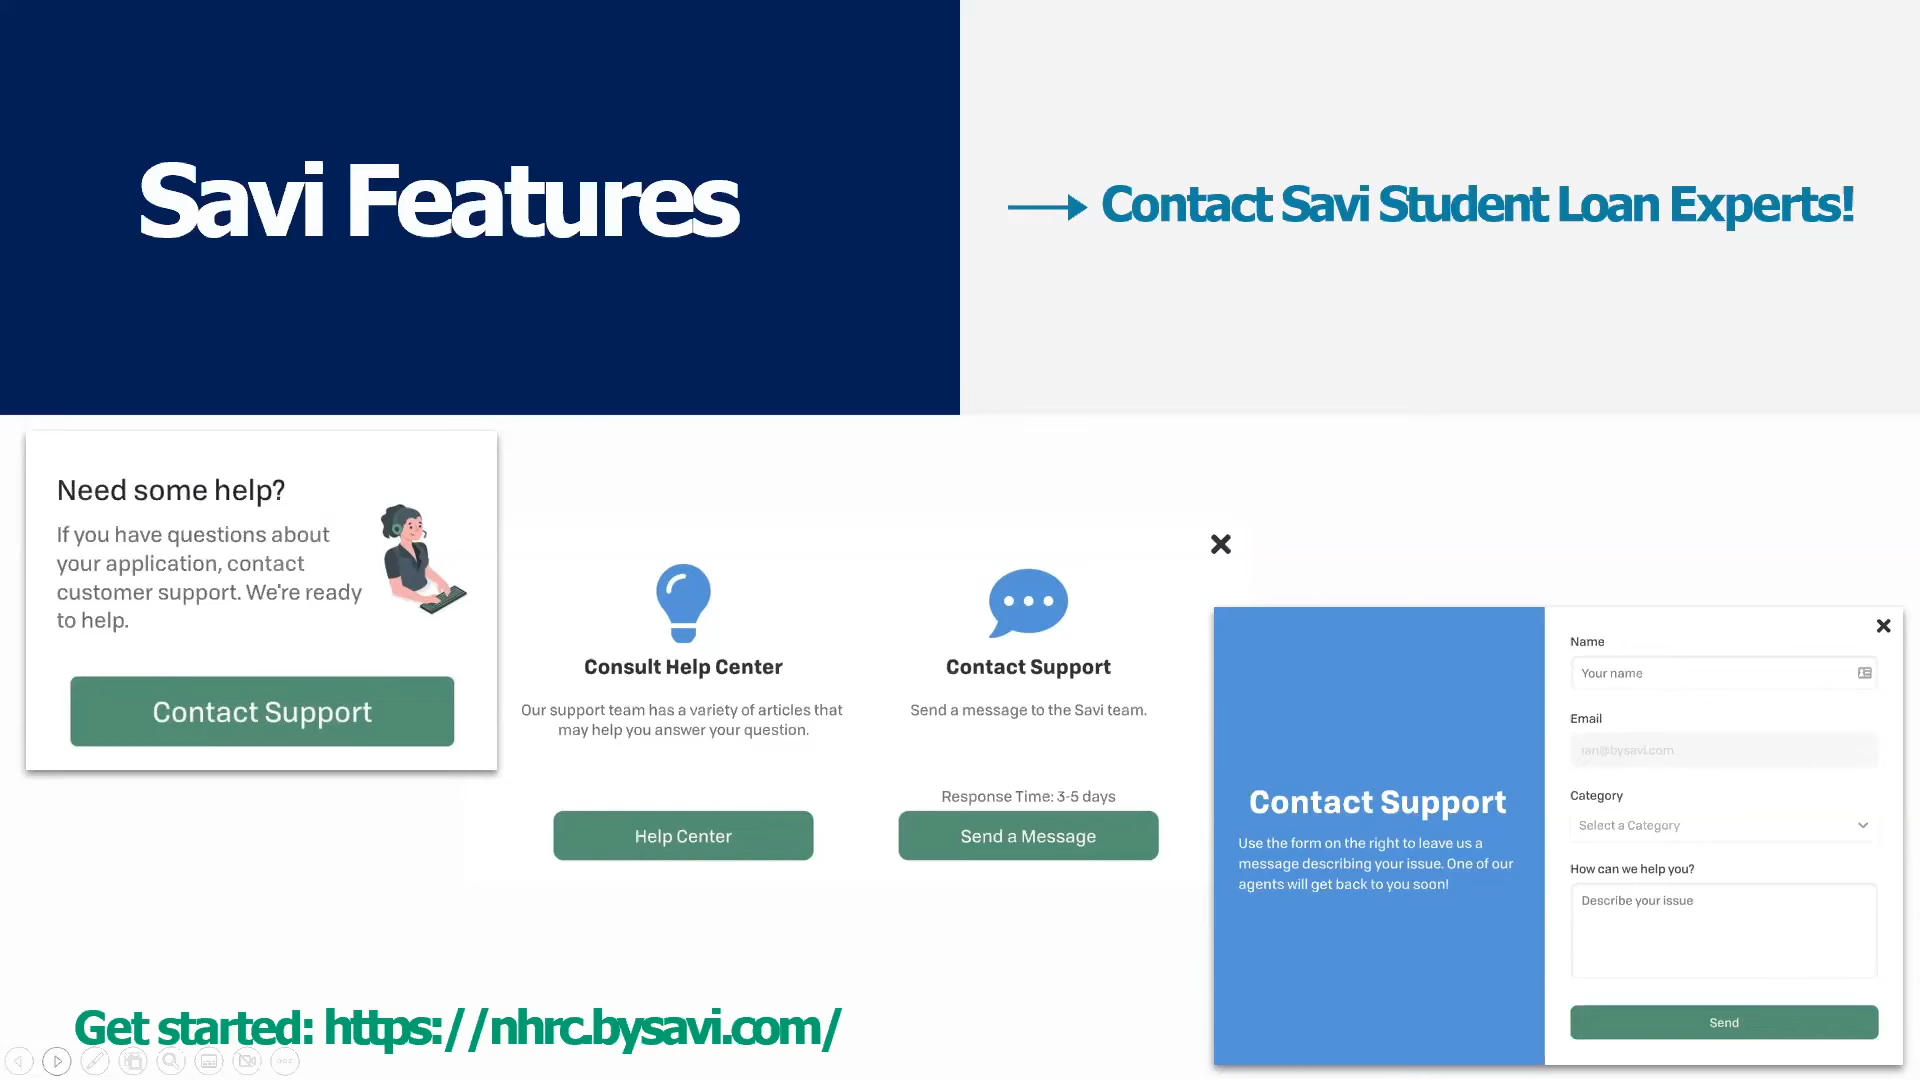 Savi Features
Contact Savi Student Loan Experts!
Need some help?
If you have questions about
your application, contact
customer support. We're ready
to help.
Contact Support
Consult Help Center
Our support team has a variety of articles that
may help you answer your question.
Help Center
Contact Support
Send a message to the Savi team.
Response Time: 3-5 days
Send a Message
Contact Support
Use the form on the right to leave us a
message describing your issue. One of our
agents will get back to you soon!
Name
Your name
Email
ian@bysavi.com
Category
Select a Category
How can we help you?
Describe your issue
Send
Get started: https://nhrc.bysavi.com/